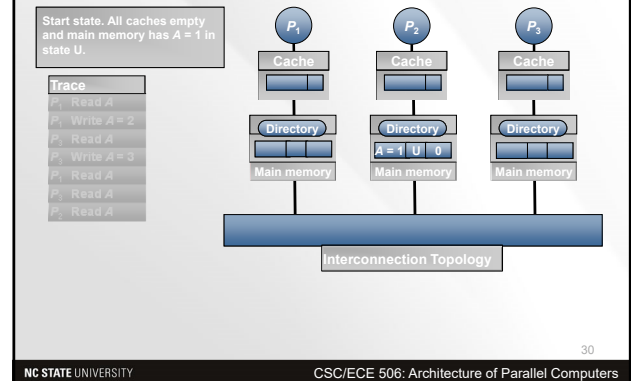 Start state. All caches empty
and main memory has A = 1 in
state U.
P1
P2
P3
Cache
Cache
Cache
Trace
P1 Read A
P1 Write A = 2
P3 Read A
P3 Write A = 3
P1 Read A
P3 Read A
P2 Read A
Directory
Directory
Directory
A = 1 U 0
Main memory
Main memory
Main memory
Interconnection Topology
30
NC STATE UNIVERSITY
CSC/ECE 506: Architecture of Parallel Computers